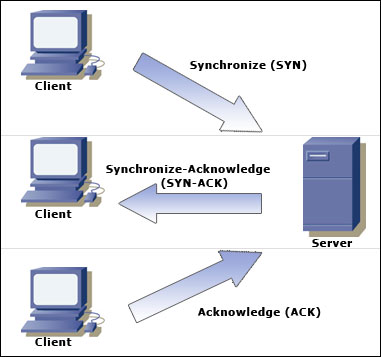 Synchronize (SYN)
Client
Synchronize-Acknowledge
(SYN-ACK)
Client
Server
Acknowledge (ACK)
Client